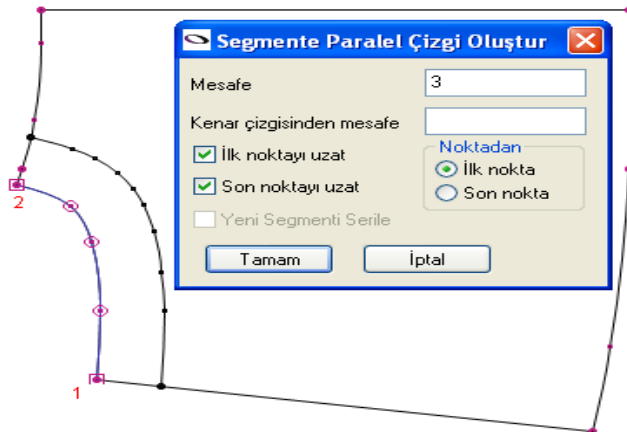 Segmente Paralel Çizgi Oluştur
Mesafe 3
Kenar çizgisinden mesafe
İlk noktayı uzat
Son noktayı uzat
Yeni Segmenti Serile
Noktadan
İlk nokta
Son nokta
Tamam İptal
2
1